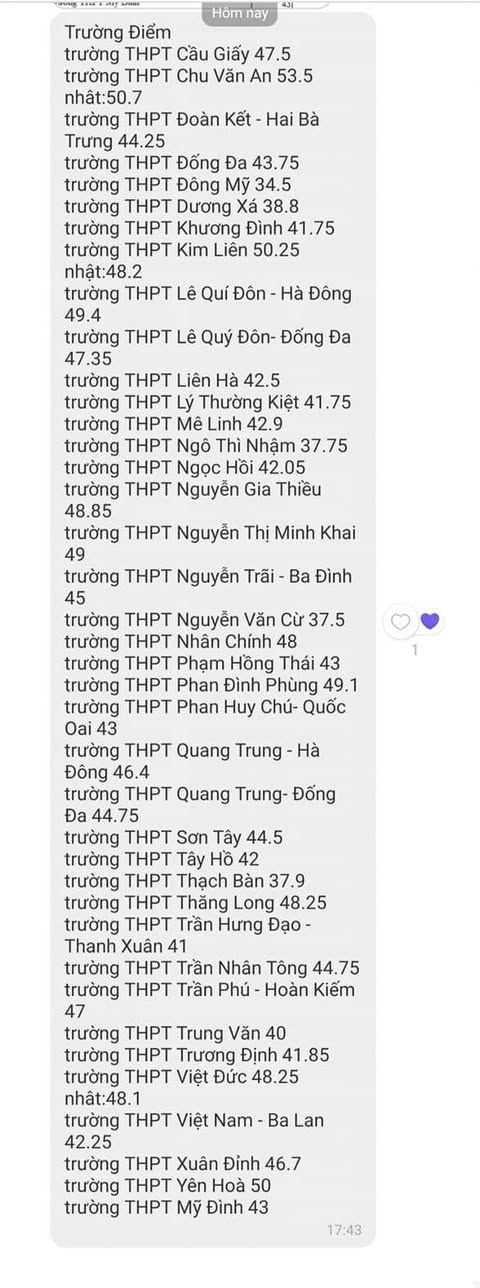 Hôm nay
Trường Điểm
trường THPT Cầu Giấy 47.5
trường THPT Chu Văn An 53.5
nhât:50.7
trường THPT Đoàn Kết - Hai Bà
Trưng 44.25
trường THPT Đống Đa 43.75
trường THPT Đông Mỹ 34.5
trường THPT Dương Xá 38.8
trường THPT Khương Đình 41.75
trường THPT Kim Liên 50.25
nhật:48.2
trường THPT Lê Quí Đôn - Hà Đông
49.4
trường THPT Lê Quý Đôn- Đống Đa
47.35
trường THPT Liên Hà 42.5
trường THPT Lý Thường Kiệt 41.75
trường THPT Mê Linh 42.9
trường THPT Ngô Thì Nhậm 37.75
trường THPT Ngọc Hồi 42.05
trường THPT Nguyễn Gia Thiều
48.85
trường THPT Nguyễn Thị Minh Khai
49
trường THPT Nguyễn Trãi - Ba Đình
45
trường THPT Nguyễn Văn Cừ 37.5
trường THPT Nhân Chính 48
trường THPT Phạm Hồng Thái 43
trường THPT Phan Đình Phùng 49.1
trường THPT Phan Huy Chú- Quốc
Oai 43
trường THPT Quang Trung - Hà
Đông 46.4
trường THPT Quang Trung- Đống
Đa 44.75
trường THPT Sơn Tây 44.5
trường THPT Tây Hồ 42
trường THPT Thạch Bàn 37.9
trường THPT Thăng Long 48.25
trường THPT Trần Hưng Đạo -
Thanh Xuân 41
trường THPT Trần Nhân Tông 44.75
trường THPT Trần Phú - Hoàn Kiếm
47
trường THPT Trung Văn 40
trường THPT Trương Định 41.85
trường THPT Việt Đức 48.25
nhât:48.1
trường THPT Việt Nam - Ba Lan
42.25
trường THPT Xuân Đỉnh 46.7
trường THPT Yên Hoà 50
trường THPT Mỹ Đình 43
17:43
1